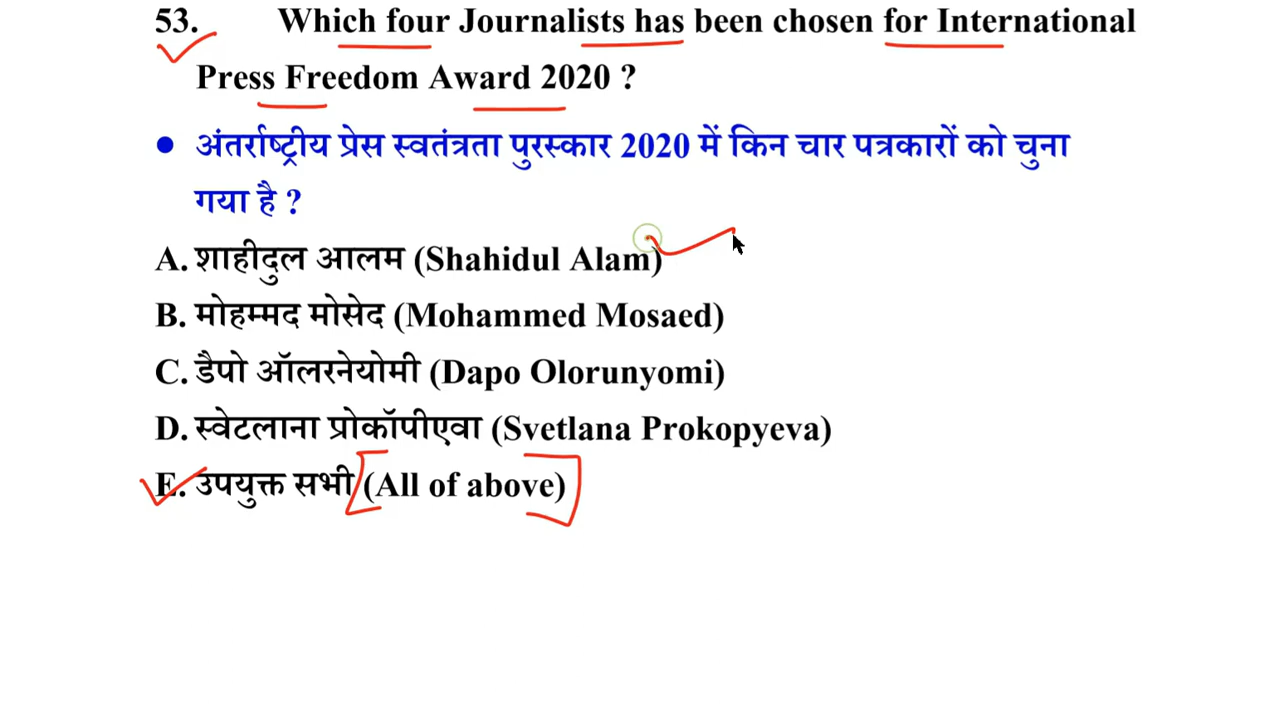 53. Which four Journalists has been chosen for International
Press Freedom Award 2020 ?
• अंतर्राष्ट्रीय प्रेस स्वतंत्रता पुरस्कार 2020 में किन चार पत्रकारों को चुना
गया है ?
A. शाहीदुल आलम (Shahidul Alam)
B. मोहम्मद मोसेद (Mohammed Mosaed)
C. डैपो ऑलरनेयोमी (Dapo Olorunyomi)
D. स्वेटलाना प्रोकॉपीएवा (Svetlana Prokopyeva)
E. उपयुक्त सभी (All of above)